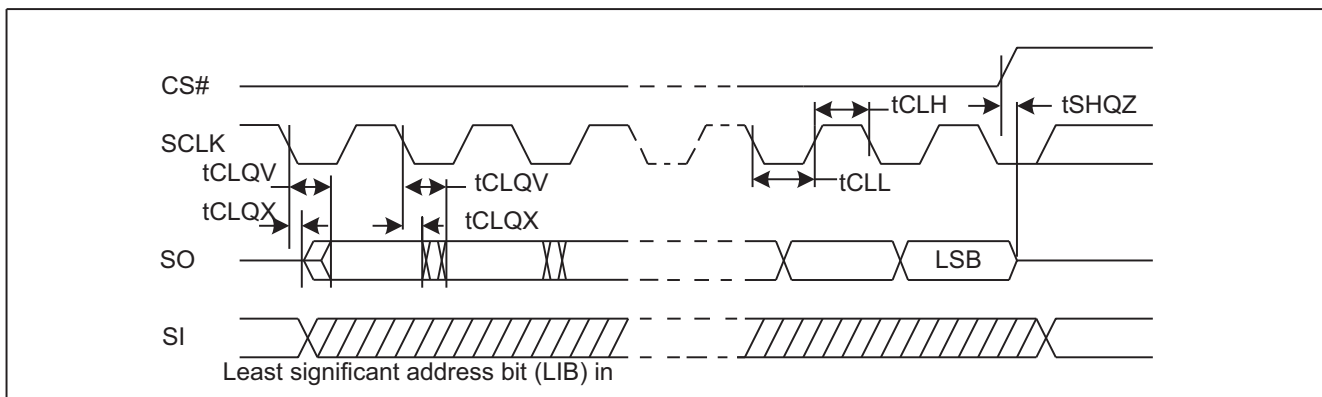 CS#
tCLH
tSHQZ
SCLK
tCLQV
tCLQV
tCLL
tCLQX
tCLQX
SO
LSB
SI
Least significant address bit (LIB) in